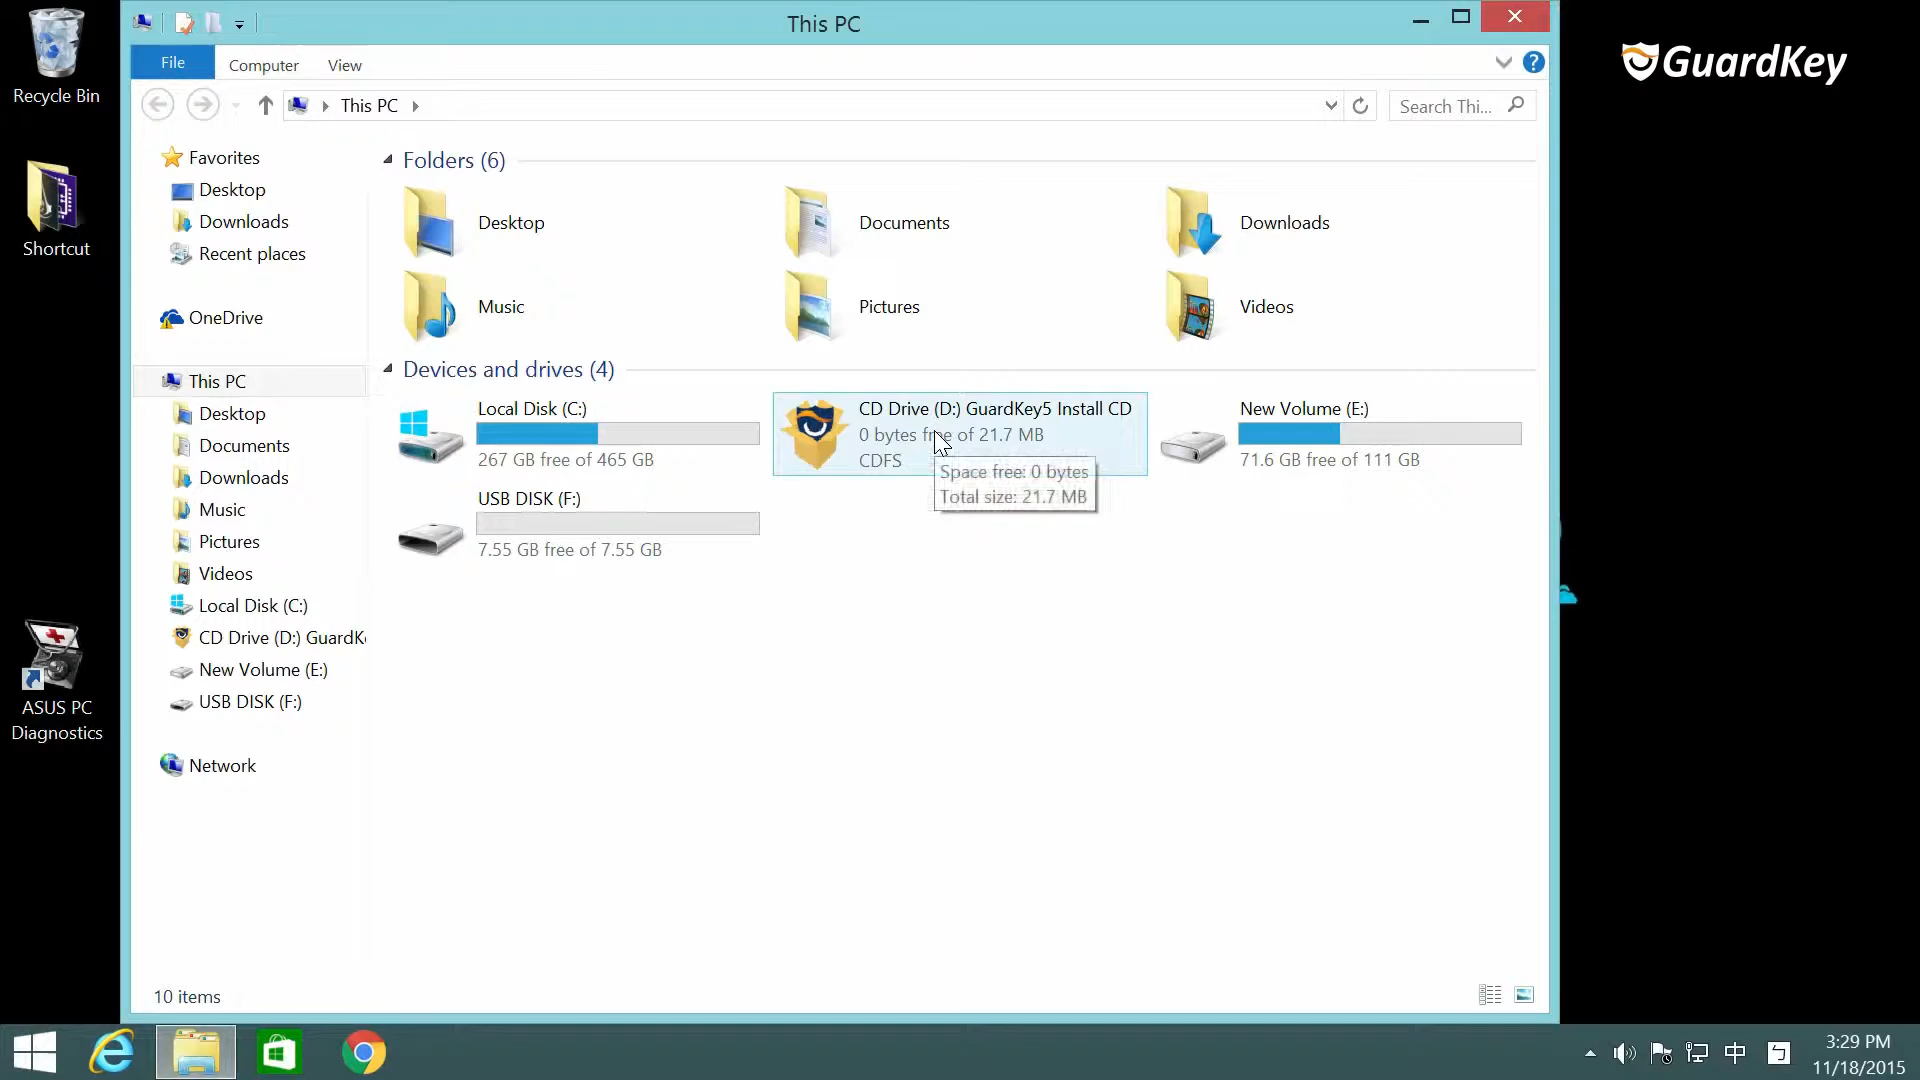 This PC
GuardKey
File
Computer
View
This PC
Search Thi...
Recycle Bin
Shortcut
ASUS PC
Diagnostics
Favorites
Desktop
Downloads
Recent places
OneDrive
This PC
Desktop
Documents
Downloads
Music
Pictures
Videos
Local Disk (C:)
CD Drive (D:) GuardKe
New Volume (E:)
USB DISK (F:)
Network
Folders (6)
Desktop
Documents
Downloads
Music
Pictures
Videos
Devices and drives (4)
Local Disk (C:)
267 GB free of 465 GB
CD Drive (D:) GuardKey5 Install CD
0 bytes free of 21.7 MB
CDFS
Space free: 0 bytes
Total size: 21.7 MB
New Volume (E:)
71.6 GB free of 111 GB
USB DISK (F:)
7.55 GB free of 7.55 GB
10 items
中
ㄅ
3:29 PM
11/18/2015